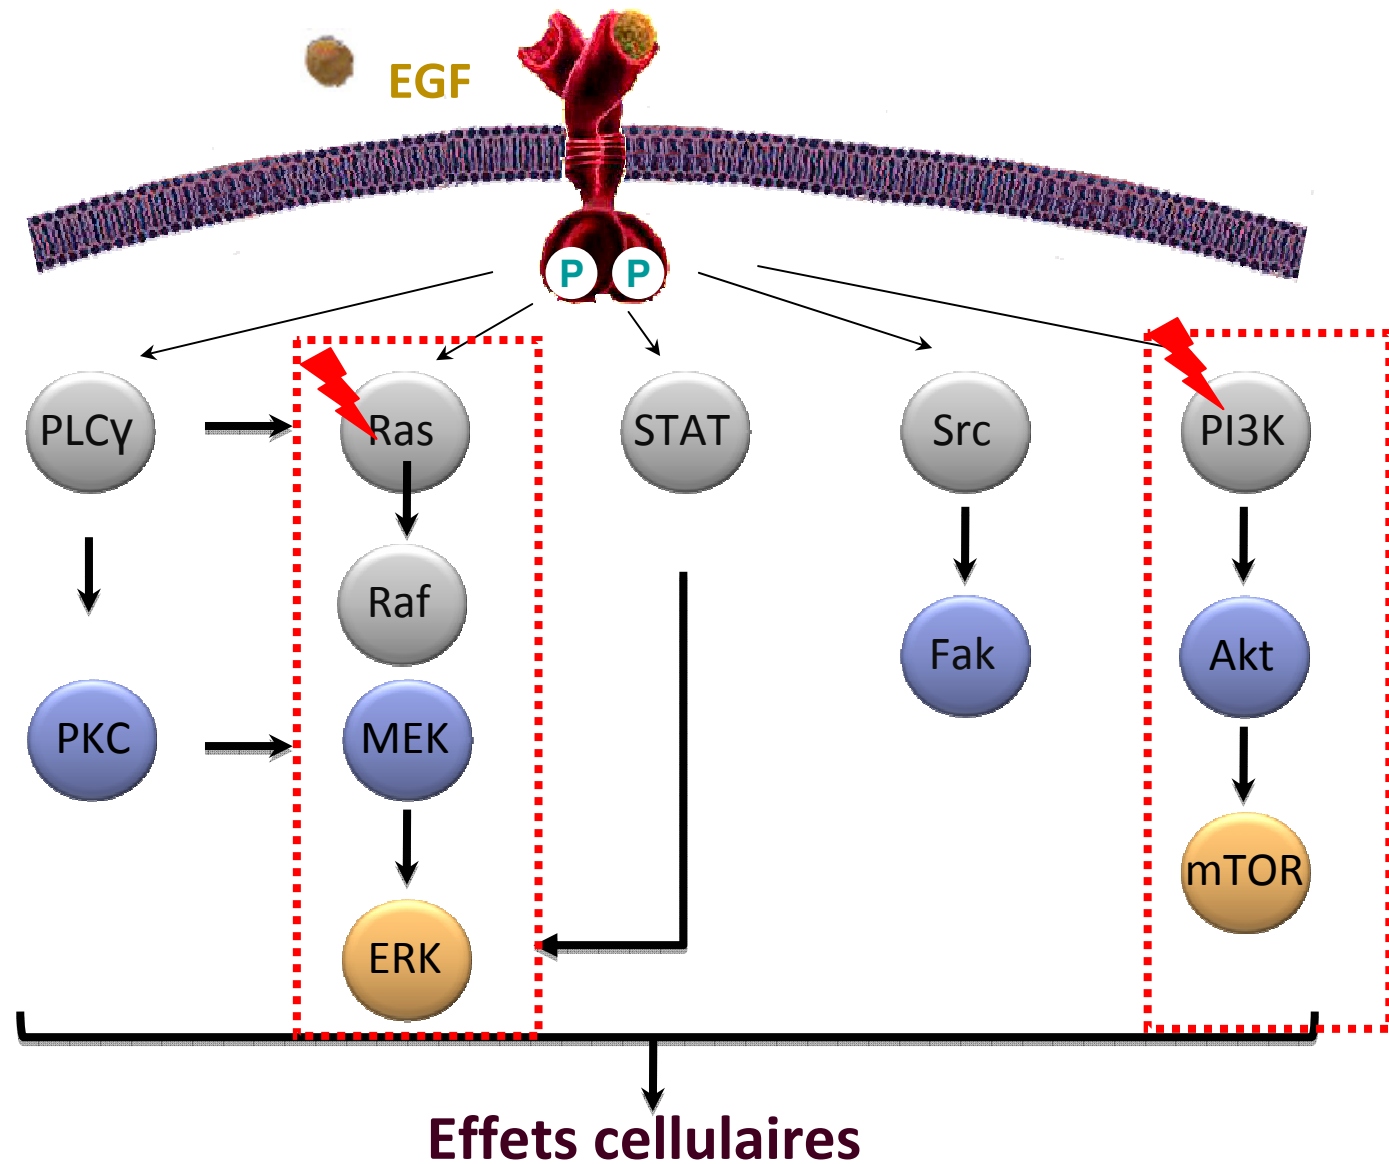 EGF
P P
PLCγ Ras STAT Src PI3K
Raf Fak Akt
PKC MEK
mTOR
ERK
Effets cellulaires